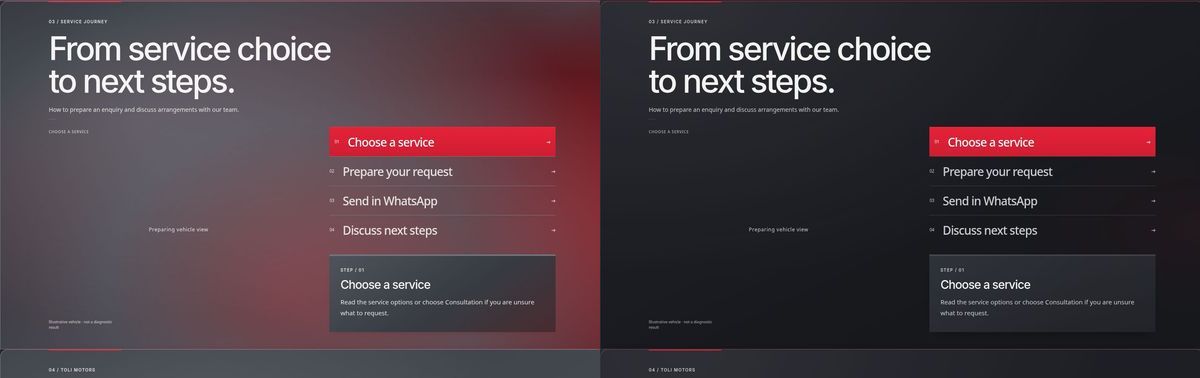 03 / SERVICE JOURNEY
From service choice
to next steps.
How to prepare an enquiry and discuss arrangements with our team.
CHOOSE A SERVICE
01 Choose a service →
02 Prepare your request →
03 Send in WhatsApp →
Preparing vehicle view
04 Discuss next steps →
STEP / 01
Choose a service
Read the service options or choose Consultation if you are unsure
what to request.
Illustrative vehicle · not a diagnostic
result
04 / TOLI MOTORS
03 / SERVICE JOURNEY
From service choice
to next steps.
How to prepare an enquiry and discuss arrangements with our team.
CHOOSE A SERVICE
01 Choose a service →
02 Prepare your request →
03 Send in WhatsApp →
Preparing vehicle view
04 Discuss next steps →
STEP / 01
Choose a service
Read the service options or choose Consultation if you are unsure
what to request.
Illustrative vehicle · not a diagnostic
result
04 / TOLI MOTORS